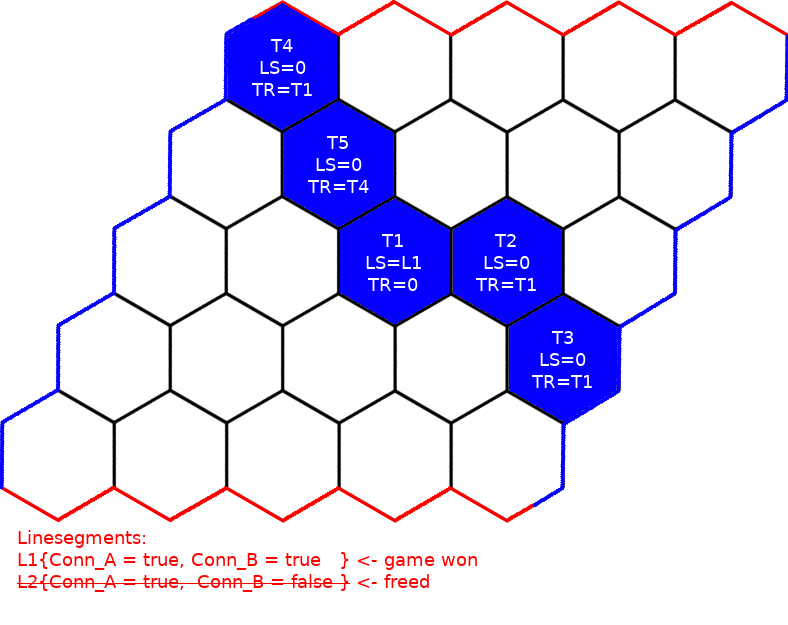 T4
LS=0
TR=T1
T5
LS=0
TR=T4
T1
LS=L1
TR=0
T2
LS=0
TR=T1
T3
LS=0
TR=T1
Linesegments:
L1{Conn_A = true, Conn_B = true   } <- game won
L2{Conn_A = true,  Conn_B = false } <- freed